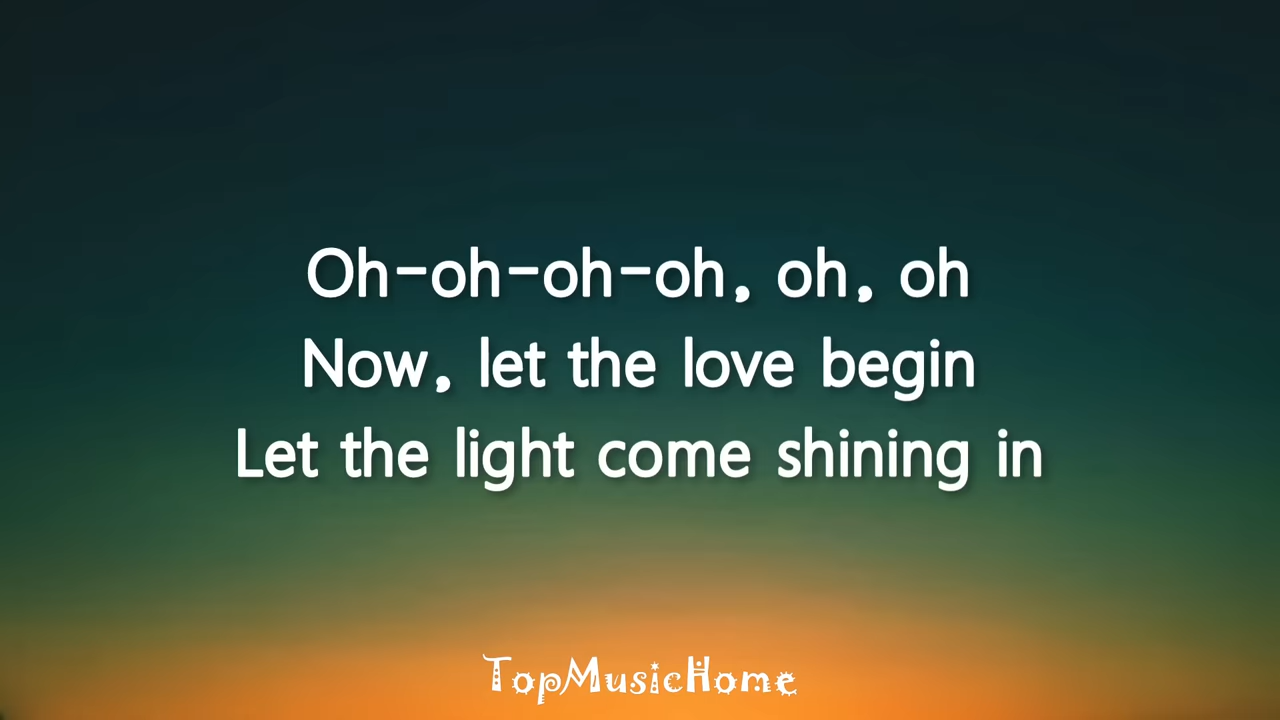 Oh-oh-oh-oh, oh, oh
Now, let the love begin
Let the light come shining in
TopMusicHome